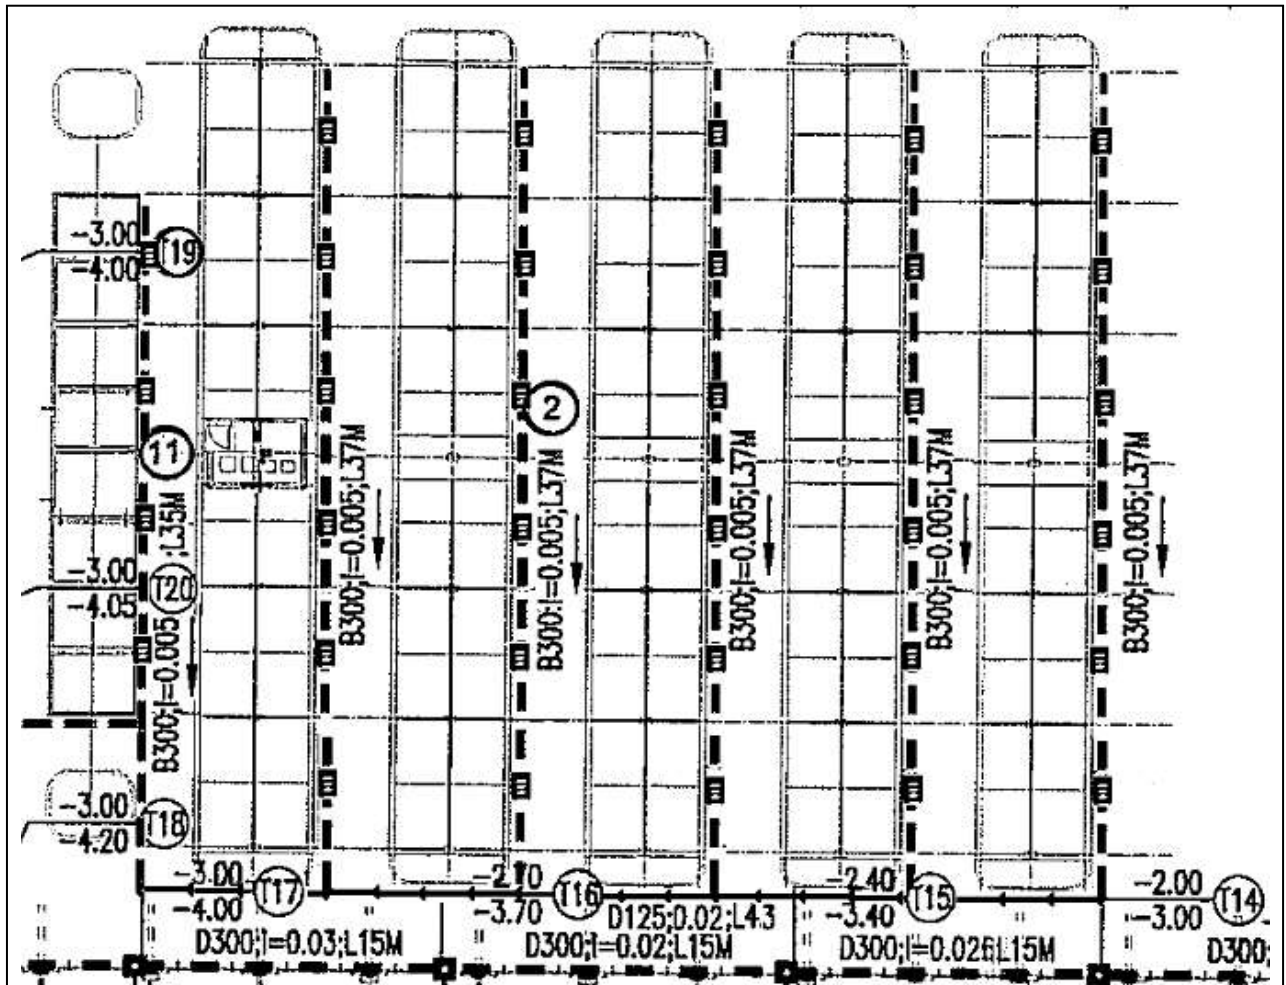 -3.00
T19
-4.00
2
11
B300;I=0.005;L37M
B300;I=0.005;L37M
B300;I=0.005;L37M
B300;I=0.005;L37M
B300;I=0.005;L37M
B300;I=0.005
;L35M
-3.00
T20
-4.05
-3.00
T18
-4.20
-3.00
T17
-4.00
-2.70
T16
-3.70
-2.40
T15
-3.40
-2.00
T14
-3.00
D125;0.02;L43
D300;I=0.03;L15M
D300;I=0.02;L15M
D300;I=0.026L15M
D300;